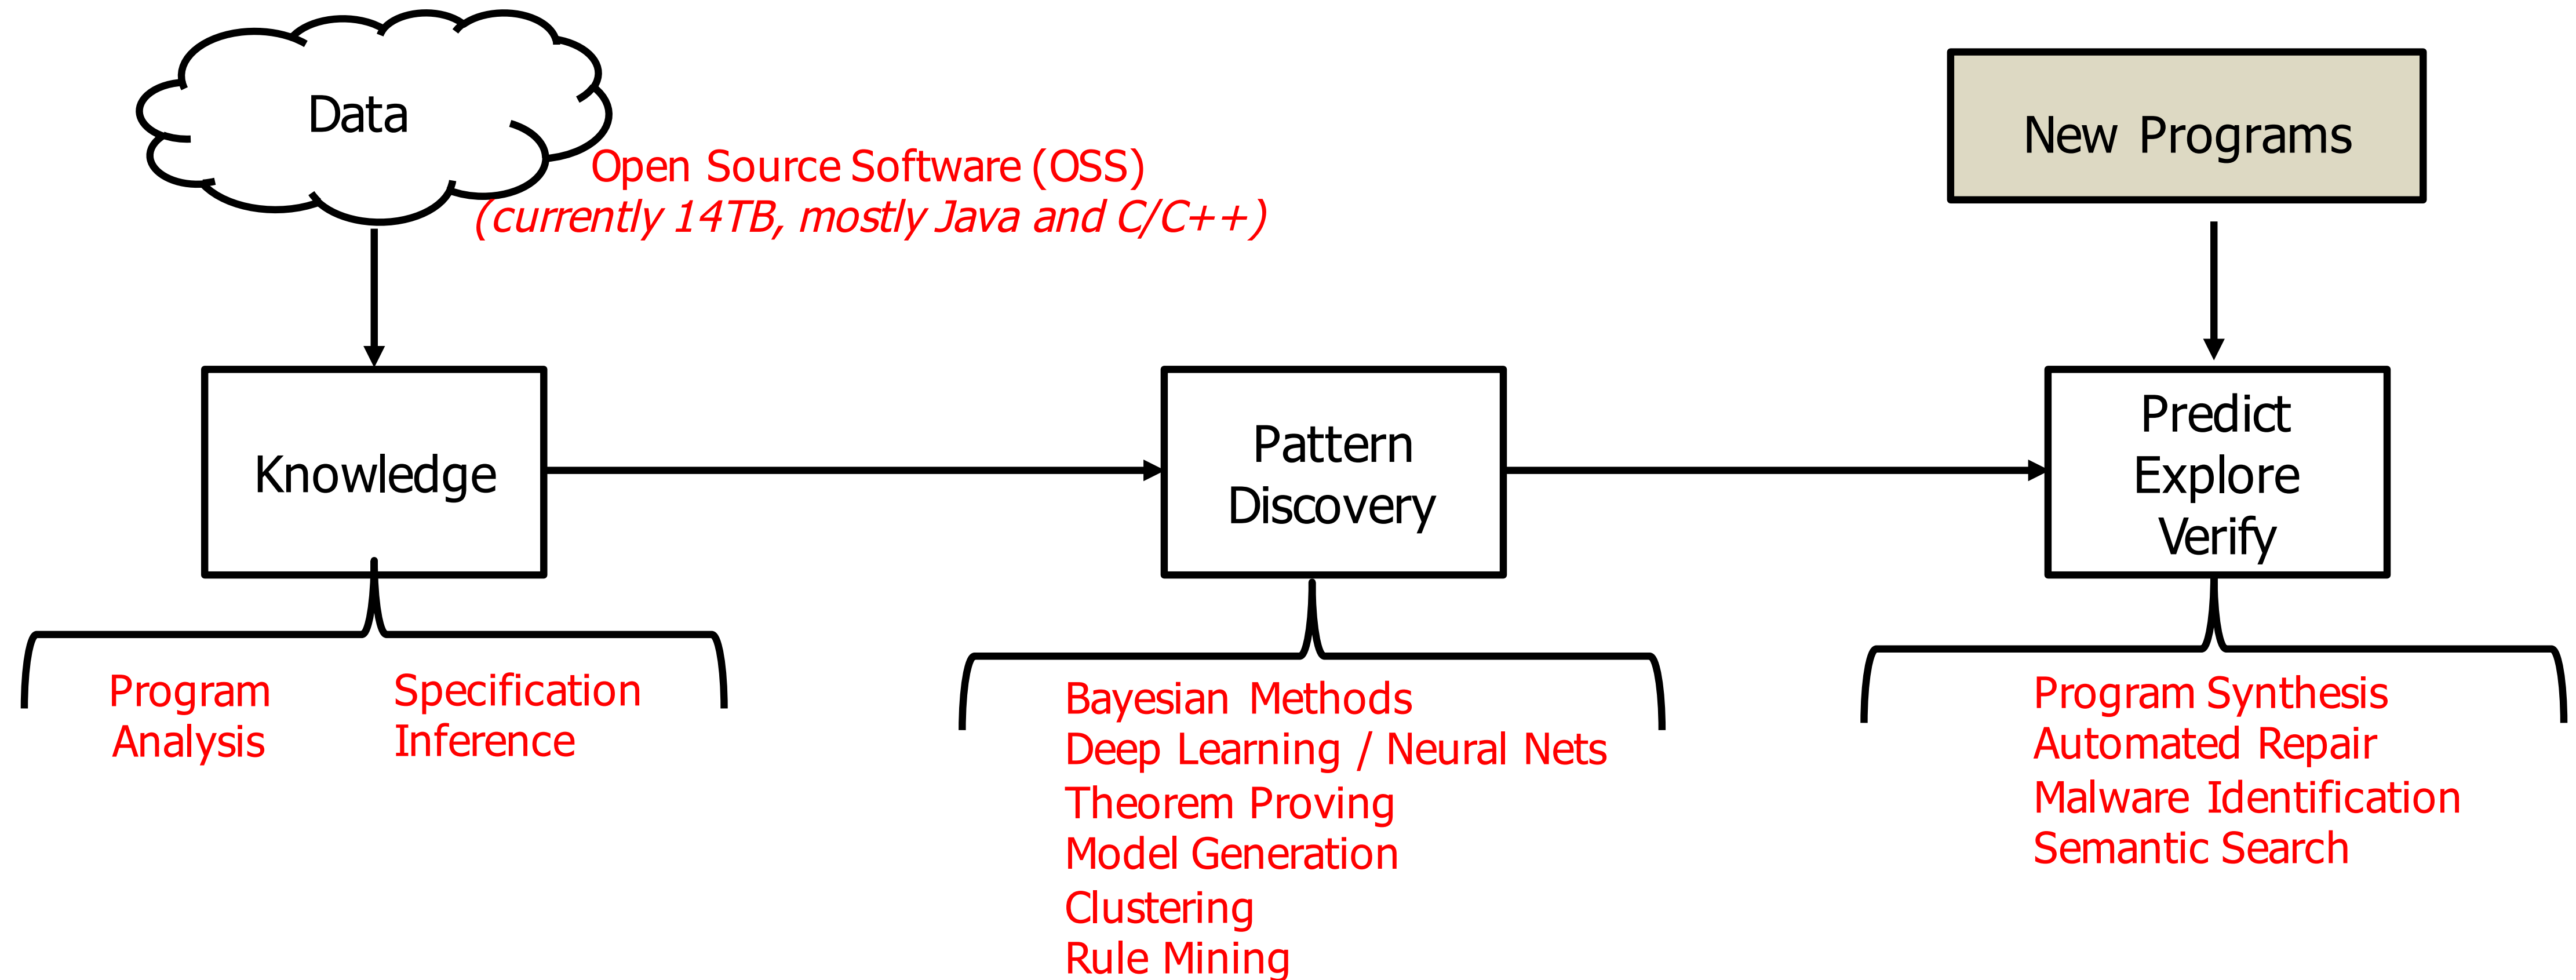 Data
Open Source Software (OSS)
(currently 14TB, mostly Java and C/C++)
New Programs
Knowledge
Pattern
Discovery
Predict
Explore
Verify
Program
Analysis
Specification
Inference
Bayesian Methods
Deep Learning / Neural Nets
Theorem Proving
Model Generation
Clustering
Rule Mining
Program Synthesis
Automated Repair
Malware Identification
Semantic Search